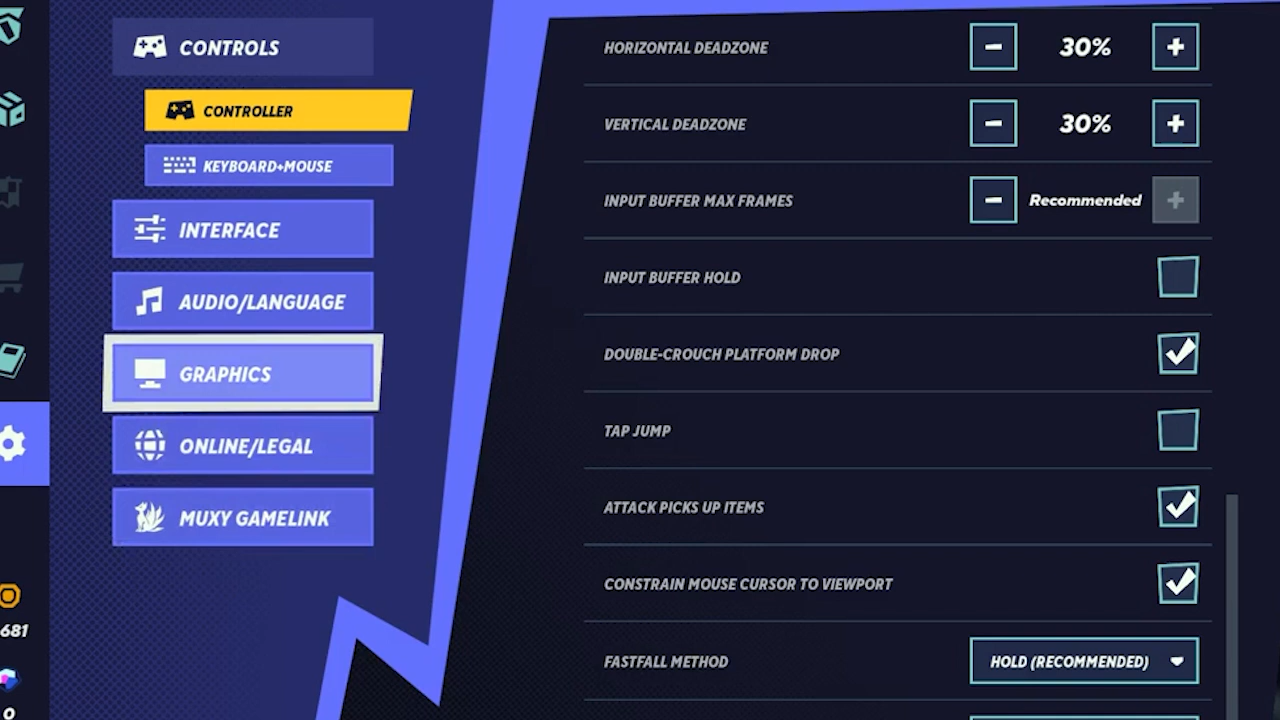 CONTROLS
CONTROLLER
KEYBOARD+MOUSE
INTERFACE
AUDIO/LANGUAGE
GRAPHICS
ONLINE/LEGAL
MUXY GAMELINK
681
0
HORIZONTAL DEADZONE 30%
VERTICAL DEADZONE 30%
INPUT BUFFER MAX FRAMES Recommended
INPUT BUFFER HOLD
DOUBLE-CROUCH PLATFORM DROP
TAP JUMP
ATTACK PICKS UP ITEMS
CONSTRAIN MOUSE CURSOR TO VIEWPORT
FASTFALL METHOD HOLD (RECOMMENDED)